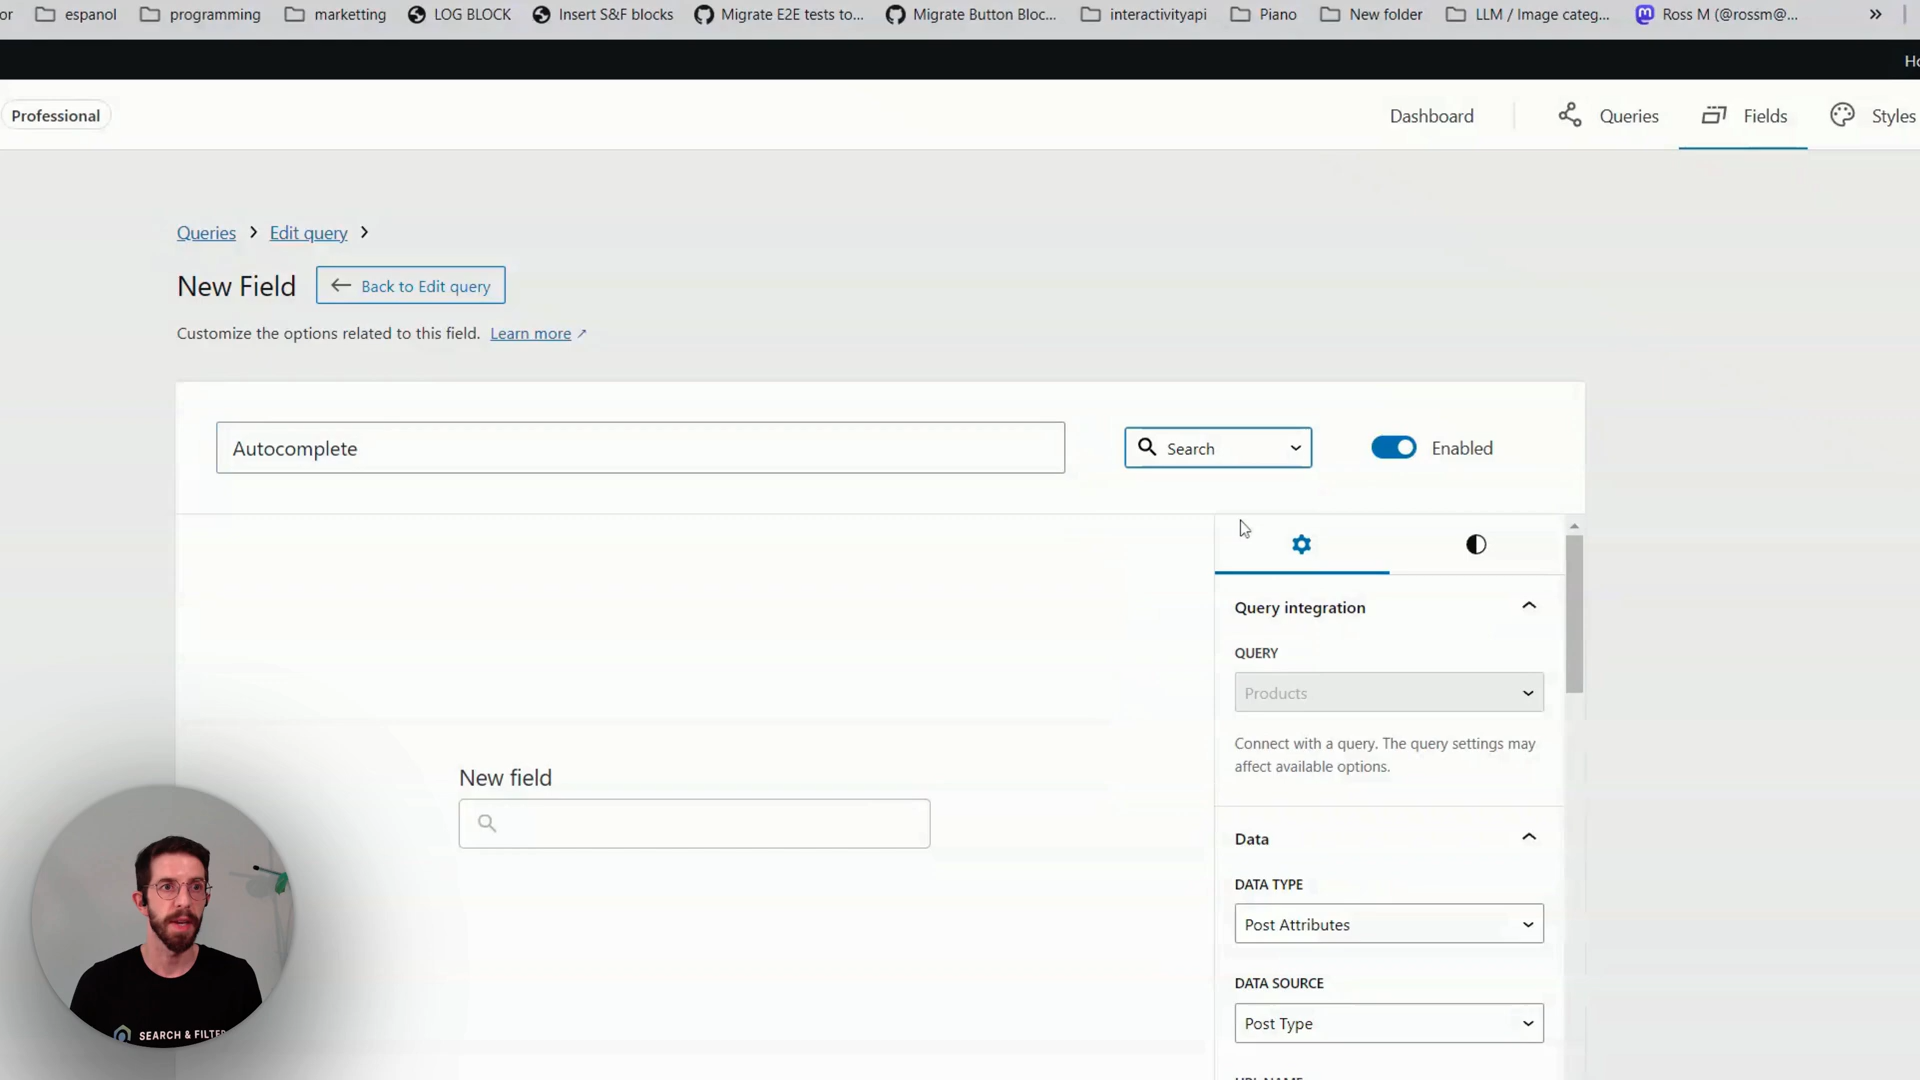 or
espanol
programming
marketting
LOG BLOCK
Insert S&F blocks
Migrate E2E tests to...
Migrate Button Bloc...
interactivityapi
Piano
New folder
LLM / Image categ...
Ross M (@rossm@...
Professional
Dashboard
Queries
Fields
Styles
Queries
Edit query
New Field
Back to Edit query
Customize the options related to this field. Learn more
Autocomplete
Search
Enabled
Query integration
QUERY
Products
Connect with a query. The query settings may
affect available options.
New field
Data
DATA TYPE
Post Attributes
DATA SOURCE
Post Type
SEARCH & FILTE